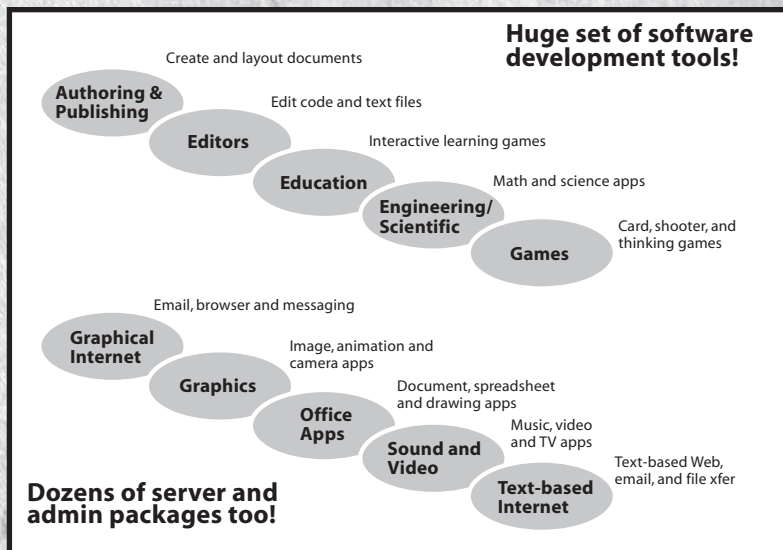 Huge set of software
development tools!
Create and layout documents
Authoring &
Publishing
Edit code and text files
Editors
Interactive learning games
Education
Math and science apps
Engineering/
Scientific
Card, shooter, and
thinking games
Games
Email, browser and messaging
Graphical
Internet
Image, animation and
camera apps
Graphics
Document, spreadsheet
and drawing apps
Office
Apps
Music, video
and TV apps
Sound and
Video
Text-based Web,
email, and file xfer
Text-based
Internet
Dozens of server and
admin packages too!